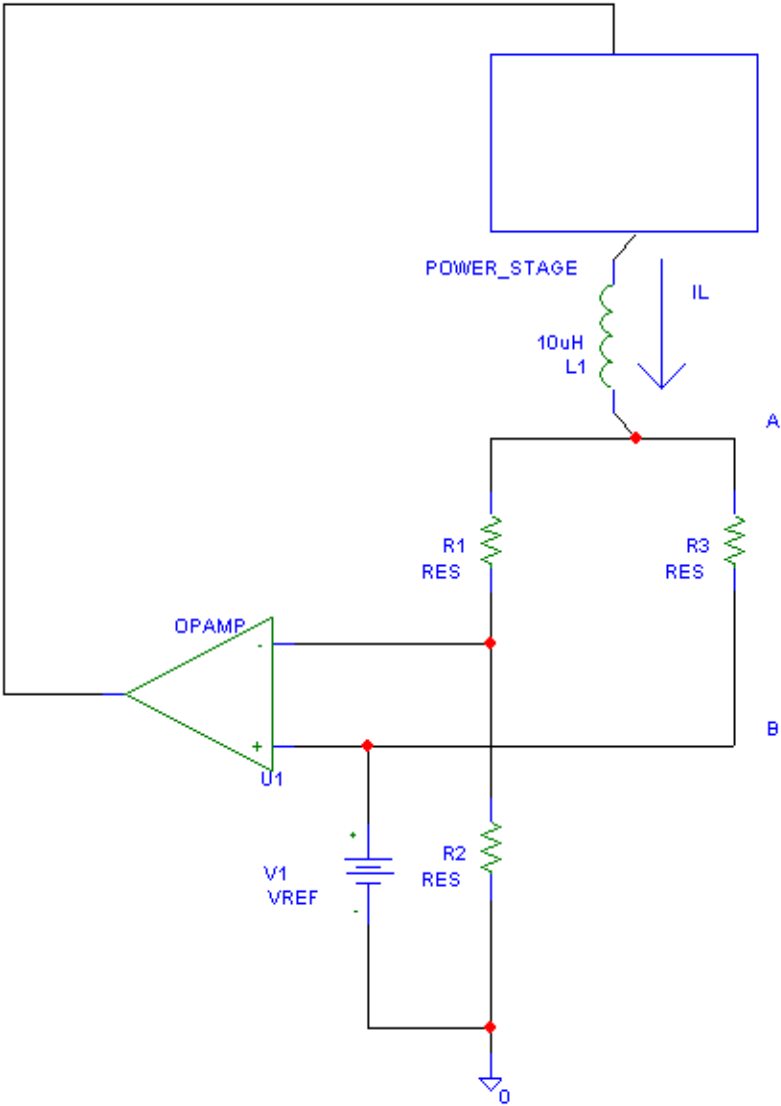 POWER_STAGE
IL
10uH
L1
A
R1
RES
R3
RES
OPAMP
-
+
U1
B
+
V1
VREF
-
R2
RES
0